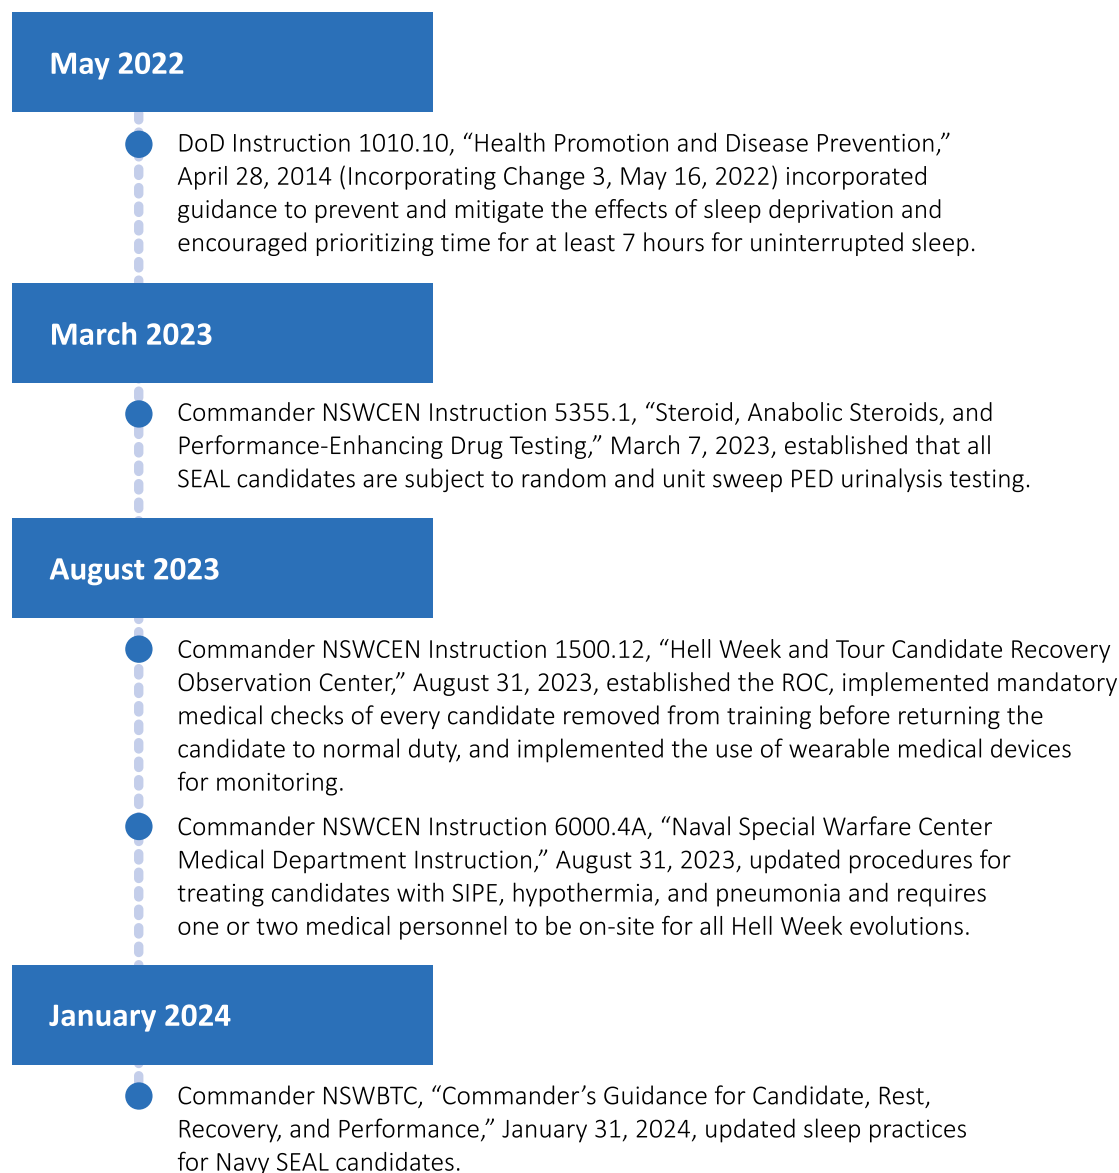 May 2022
DoD Instruction 1010.10, “Health Promotion and Disease Prevention,”
April 28, 2014 (Incorporating Change 3, May 16, 2022) incorporated
guidance to prevent and mitigate the effects of sleep deprivation and
encouraged prioritizing time for at least 7 hours for uninterrupted sleep.
March 2023
Commander NSWCEN Instruction 5355.1, “Steroid, Anabolic Steroids, and
Performance-Enhancing Drug Testing,” March 7, 2023, established that all
SEAL candidates are subject to random and unit sweep PED urinalysis testing.
August 2023
Commander NSWCEN Instruction 1500.12, “Hell Week and Tour Candidate Recovery
Observation Center,” August 31, 2023, established the ROC, implemented mandatory
medical checks of every candidate removed from training before returning the
candidate to normal duty, and implemented the use of wearable medical devices
for monitoring.
Commander NSWCEN Instruction 6000.4A, “Naval Special Warfare Center
Medical Department Instruction,” August 31, 2023, updated procedures for
treating candidates with SIPE, hypothermia, and pneumonia and requires
one or two medical personnel to be on-site for all Hell Week evolutions.
January 2024
Commander NSWBTC, “Commander’s Guidance for Candidate, Rest,
Recovery, and Performance,” January 31, 2024, updated sleep practices
for Navy SEAL candidates.